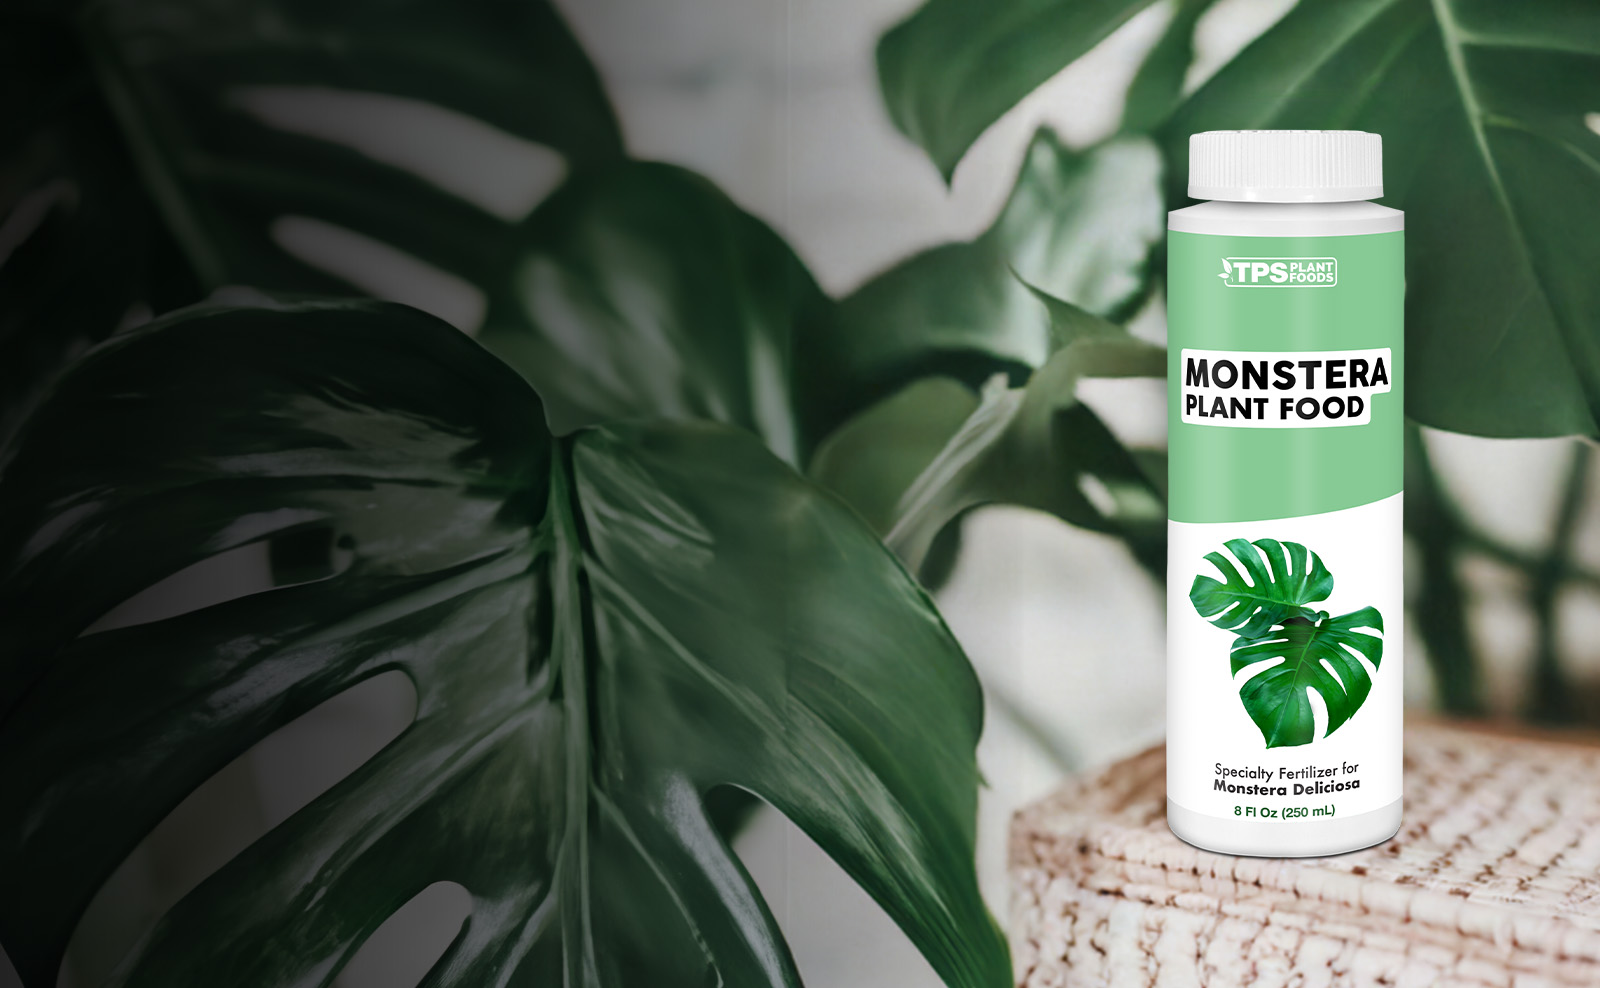 TPS PLANT FOODS
MONSTERA
PLANT FOOD
Specialty Fertilizer for
Monstera Deliciosa
8 Fl Oz (250 mL)